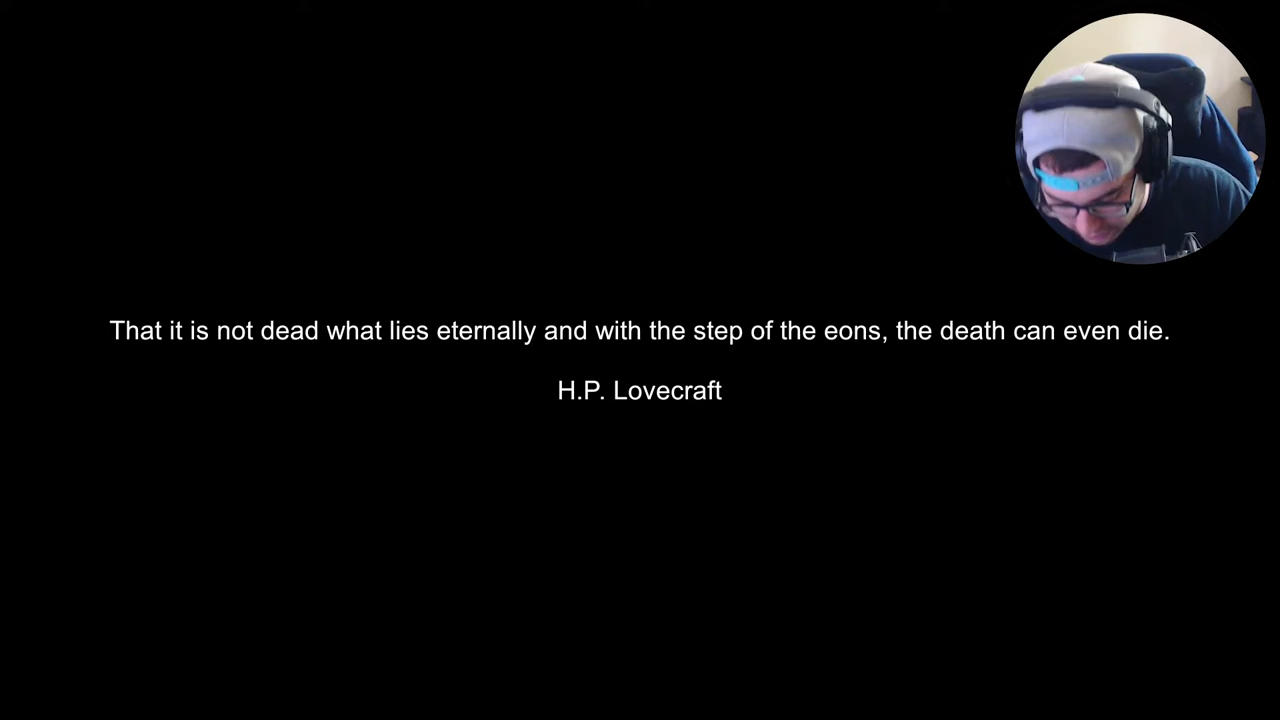 That it is not dead what lies eternally and with the step of the eons, the death can even die.
H.P. Lovecraft